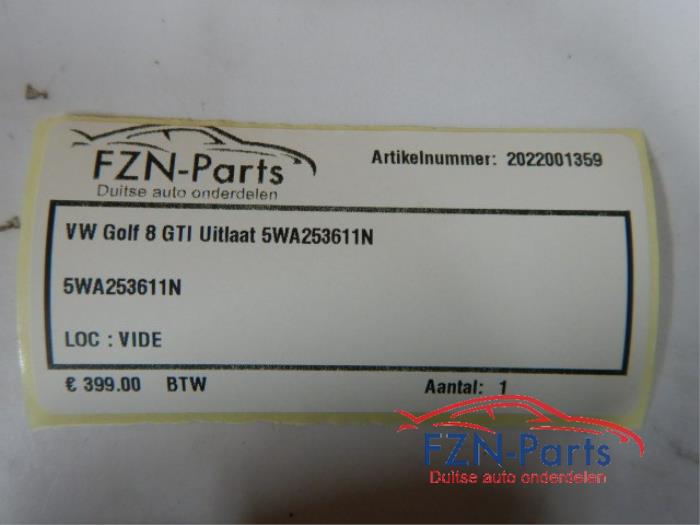 FZN-Parts
Duitse auto onderdelen
Artikelnummer: 2022001359
VW Golf 8 GTI Uitlaat 5WA253611N
5WA253611N
LOC : VIDE
€ 399.00 BTW
Aantal: 1
FZN-Parts
Duitse auto onderdelen